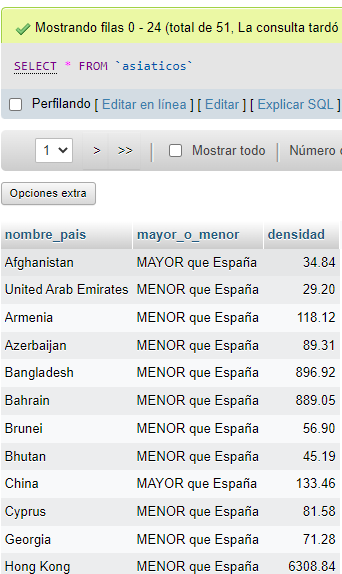 Mostrando filas 0 - 24 (total de 51, La consulta tardó
SELECT * FROM `asiaticos`
Perfilando [ Editar en línea ] [ Editar ] [ Explicar SQL ]
1 > >> Mostrar todo Número
Opciones extra
nombre_pais mayor_o_menor densidad
Afghanistan MAYOR que España 34.84
United Arab Emirates MENOR que España 29.20
Armenia MENOR que España 118.12
Azerbaijan MENOR que España 89.31
Bangladesh MENOR que España 896.92
Bahrain MENOR que España 889.05
Brunei MENOR que España 56.90
Bhutan MENOR que España 45.19
China MAYOR que España 133.46
Cyprus MENOR que España 81.58
Georgia MENOR que España 71.28
Hong Kong MENOR que España 6308.84